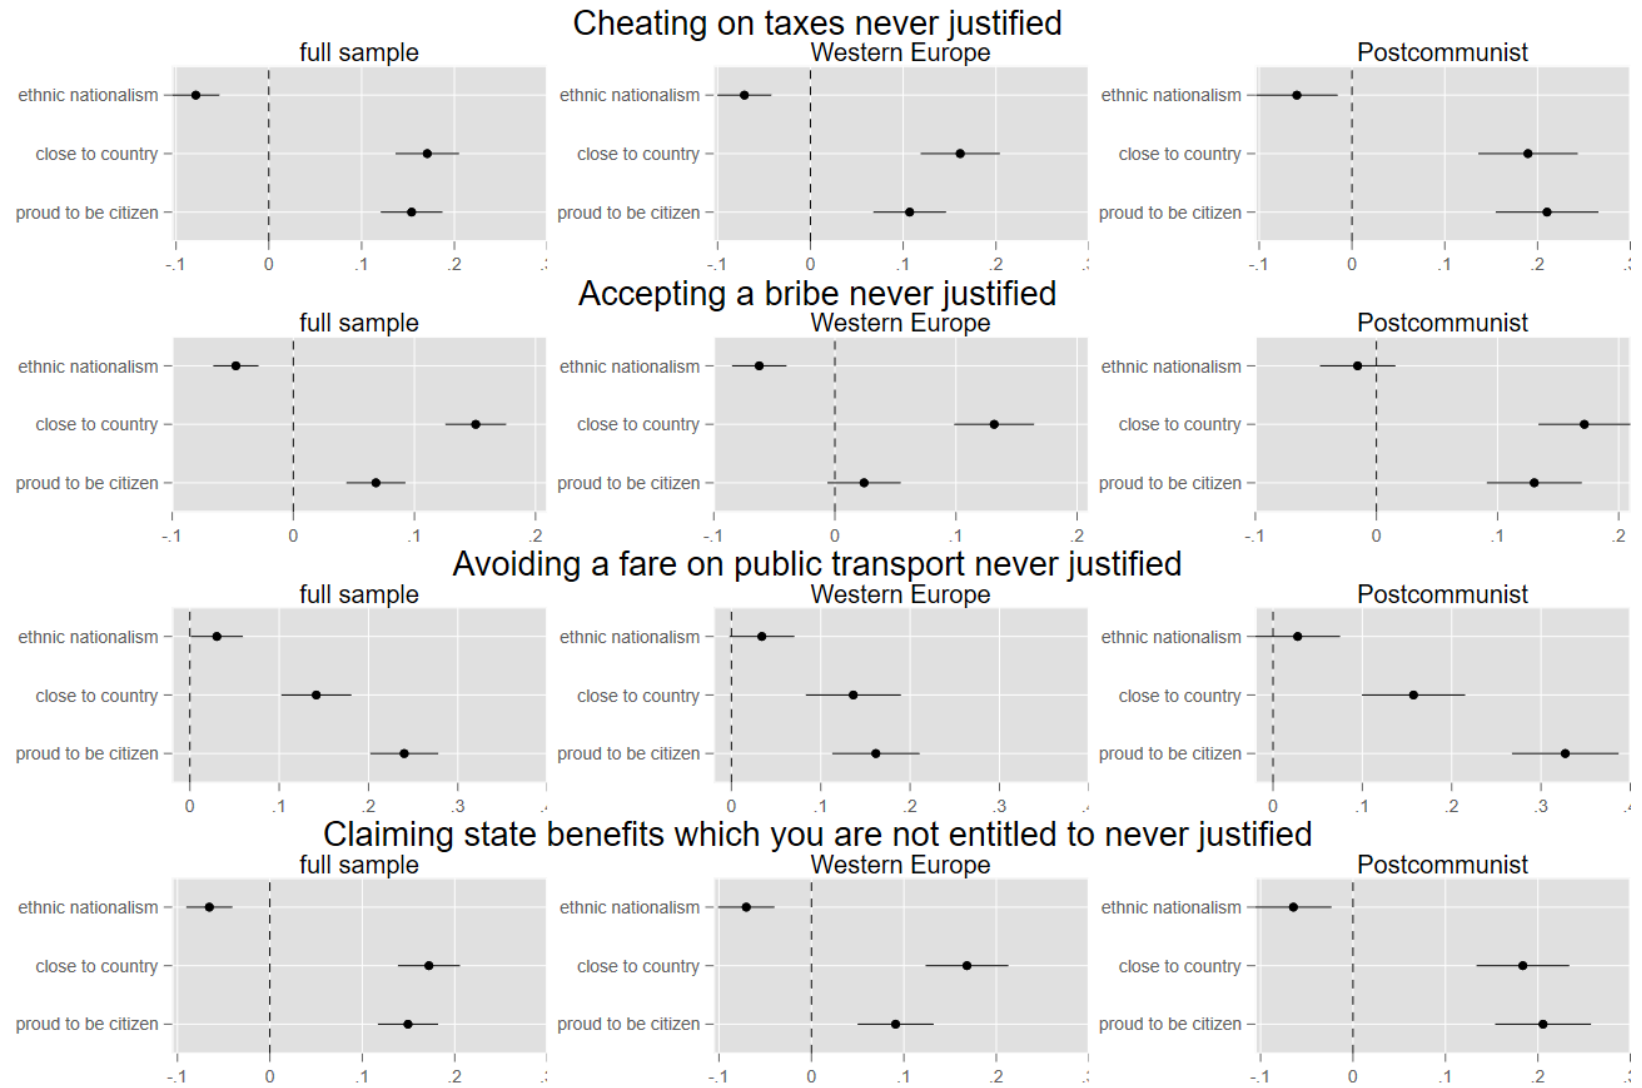 Cheating on taxes never justified
full sample
Western Europe
Postcommunist
ethnic nationalism
close to country
proud to be citizen
-.1 0 .1 .2
ethnic nationalism
close to country
proud to be citizen
-.1 0 .1 .2
ethnic nationalism
close to country
proud to be citizen
-.1 0 .1 .2
Accepting a bribe never justified
full sample
Western Europe
Postcommunist
ethnic nationalism
close to country
proud to be citizen
-.1 0 .1 .2
ethnic nationalism
close to country
proud to be citizen
-.1 0 .1 .2
ethnic nationalism
close to country
proud to be citizen
-.1 0 .1 .2
Avoiding a fare on public transport never justified
full sample
Western Europe
Postcommunist
ethnic nationalism
close to country
proud to be citizen
0 .1 .2 .3
ethnic nationalism
close to country
proud to be citizen
0 .1 .2 .3
ethnic nationalism
close to country
proud to be citizen
0 .1 .2 .3
Claiming state benefits which you are not entitled to never justified
full sample
Western Europe
Postcommunist
ethnic nationalism
close to country
proud to be citizen
-.1 0 .1 .2
ethnic nationalism
close to country
proud to be citizen
-.1 0 .1 .2
ethnic nationalism
close to country
proud to be citizen
-.1 0 .1 .2